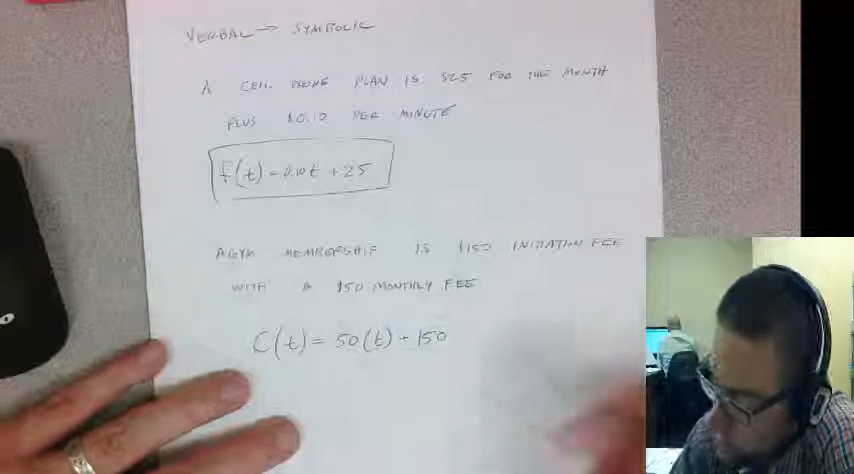 VERBAL → SYMBOLIC
A CELL PHONE PLAN IS $25 FOR THE MONTH
PLUS $0.10 PER MINUTE
f(t) = 0.10t + 25
A GYM MEMBERSHIP IS $150 INITIATION FEE
WITH A $50 MONTHLY FEE
C(t) = 50(t) + 150